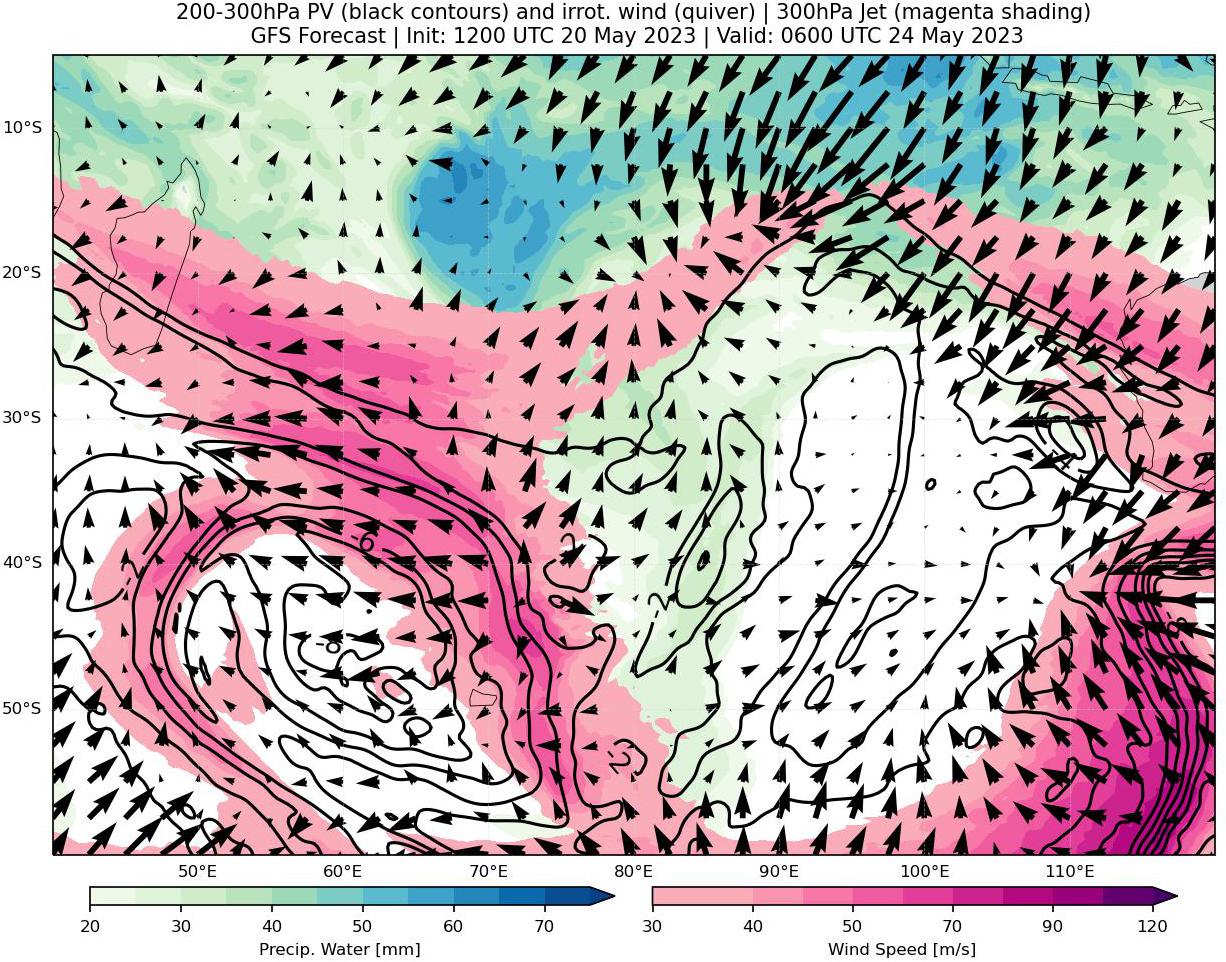 200-300hPa PV (black contours) and irrot. wind (quiver) | 300hPa Jet (magenta shading)
GFS Forecast | Init: 1200 UTC 20 May 2023 | Valid: 0600 UTC 24 May 2023
10°S
20°S
30°S
40°S
50°S
-6
-2
-8
-3
50°E 60°E 70°E 80°E 90°E 100°E 110°E
20 30 40 50 60 70
30 40 50 70 90 120
Precip. Water [mm]
Wind Speed [m/s]